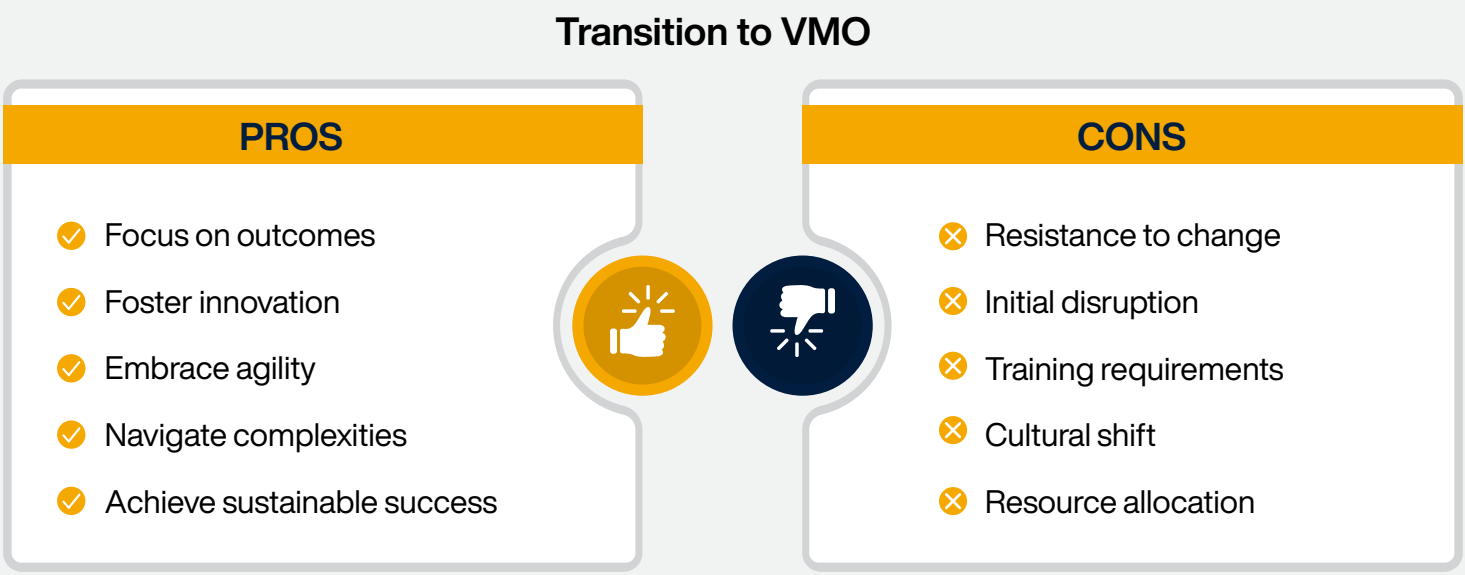 Transition to VMO
PROS
Focus on outcomes
Foster innovation
Embrace agility
Navigate complexities
Achieve sustainable success
CONS
Resistance to change
Initial disruption
Training requirements
Cultural shift
Resource allocation